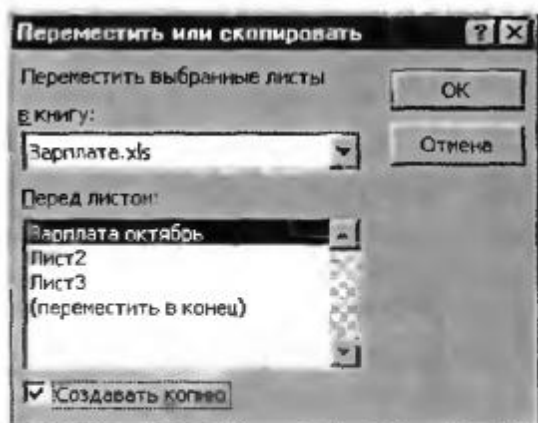 Переместить или скопировать
Переместить выбранные листы
в книгу:
Зарплата.xls
Перед листом:
Зарплата октябрь
Лист2
Лист3
(переместить в конец)
Создавать копию
ОК
Отмена